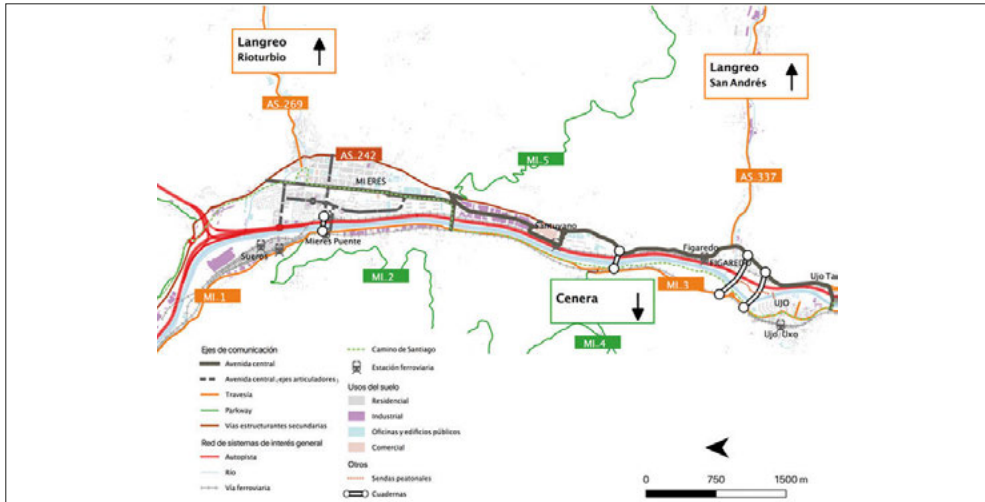 Langreo
Rioturbio
Langreo
San Andrés
AS.269
AS.242
MIERES
MI.5
AS.337
Santuyano
Figaredo
FIGAREDO
Mieres Puente
Sueros
MI.2
MI.3
MI.1
Cenera
UJO
Ujo Uxo
MI.4
Ejes de comunicación
Avenida central
Avenida central (ejes articuladores)
Travesía
Parkway
Vías estructurantes secundarias
Red de sistemas de interés general
Autopista
Río
Vía ferroviaria
Camino de Santiago
Estación ferroviaria
Usos del suelo
Residencial
Industrial
Oficinas y edificios públicos
Comercial
Otros
Sendas peatonales
Cuadernas
0 750 1500 m